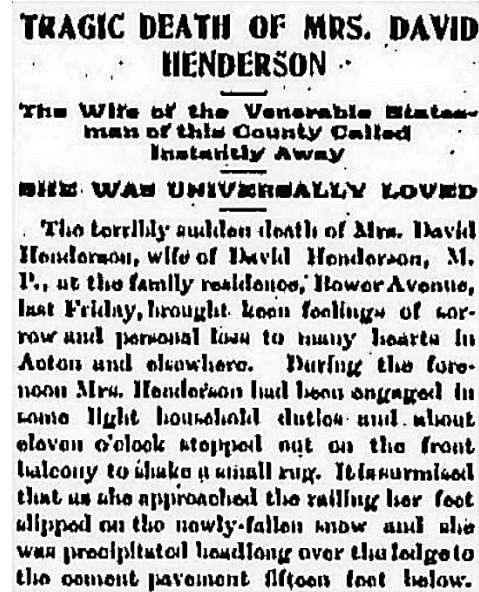 TRAGIC DEATH OF MRS. DAVID
HENDERSON
The Wife of the Venerable States-
man of this County Called
Instantly Away
SHE WAS UNIVERSALLY LOVED
The terribly sudden death of Mrs. David
Henderson, wife of David Henderson, M.
P., at the family residence, Bower Avenue,
last Friday, brought keen feelings of sor-
row and personal loss to many hearts in
Acton and elsewhere. During the fore-
noon Mrs. Henderson had been engaged in
some light household duties and about
eleven o'clock stepped out on the front
balcony to shake a small rug. It is surmised
that as she approached the railing her feet
slipped on the newly-fallen snow and she
was precipitated headlong over the ledge to
the cement pavement fifteen feet below.